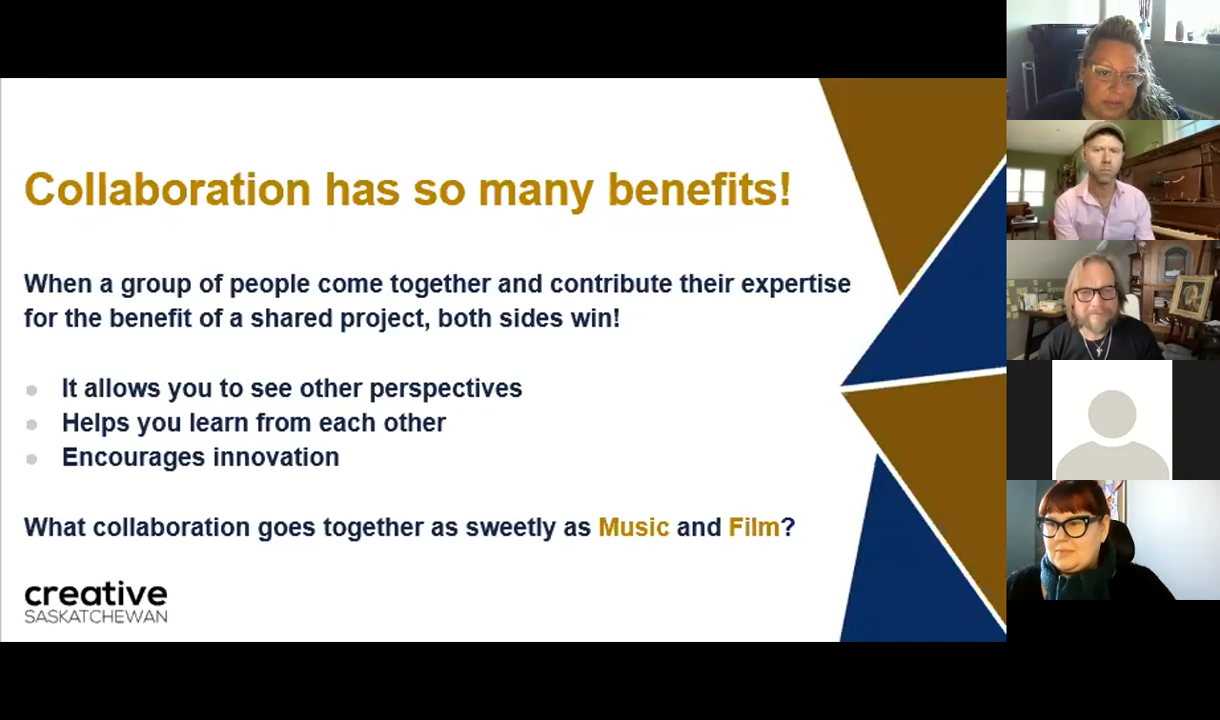 Collaboration has so many benefits!
When a group of people come together and contribute their expertise
for the benefit of a shared project, both sides win!
It allows you to see other perspectives
Helps you learn from each other
Encourages innovation
What collaboration goes together as sweetly as Music and Film?
creative
SASKATCHEWAN